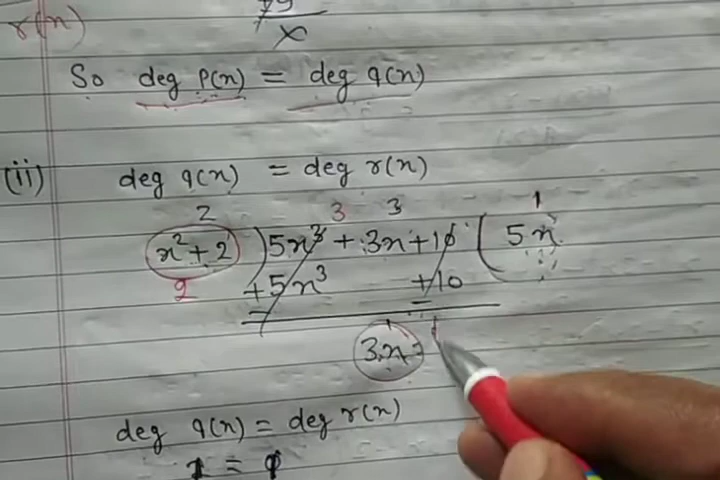 r(x)
x
So deg p(x) = deg q(x)
(ii) deg q(x) = deg r(x)
2 3 3 1
x² + 2 ) 5x³ + 3x + 10 ( 5x
2 + 5x³ + 10
- -
3x =
deg q(x) = deg r(x)
1 = 1